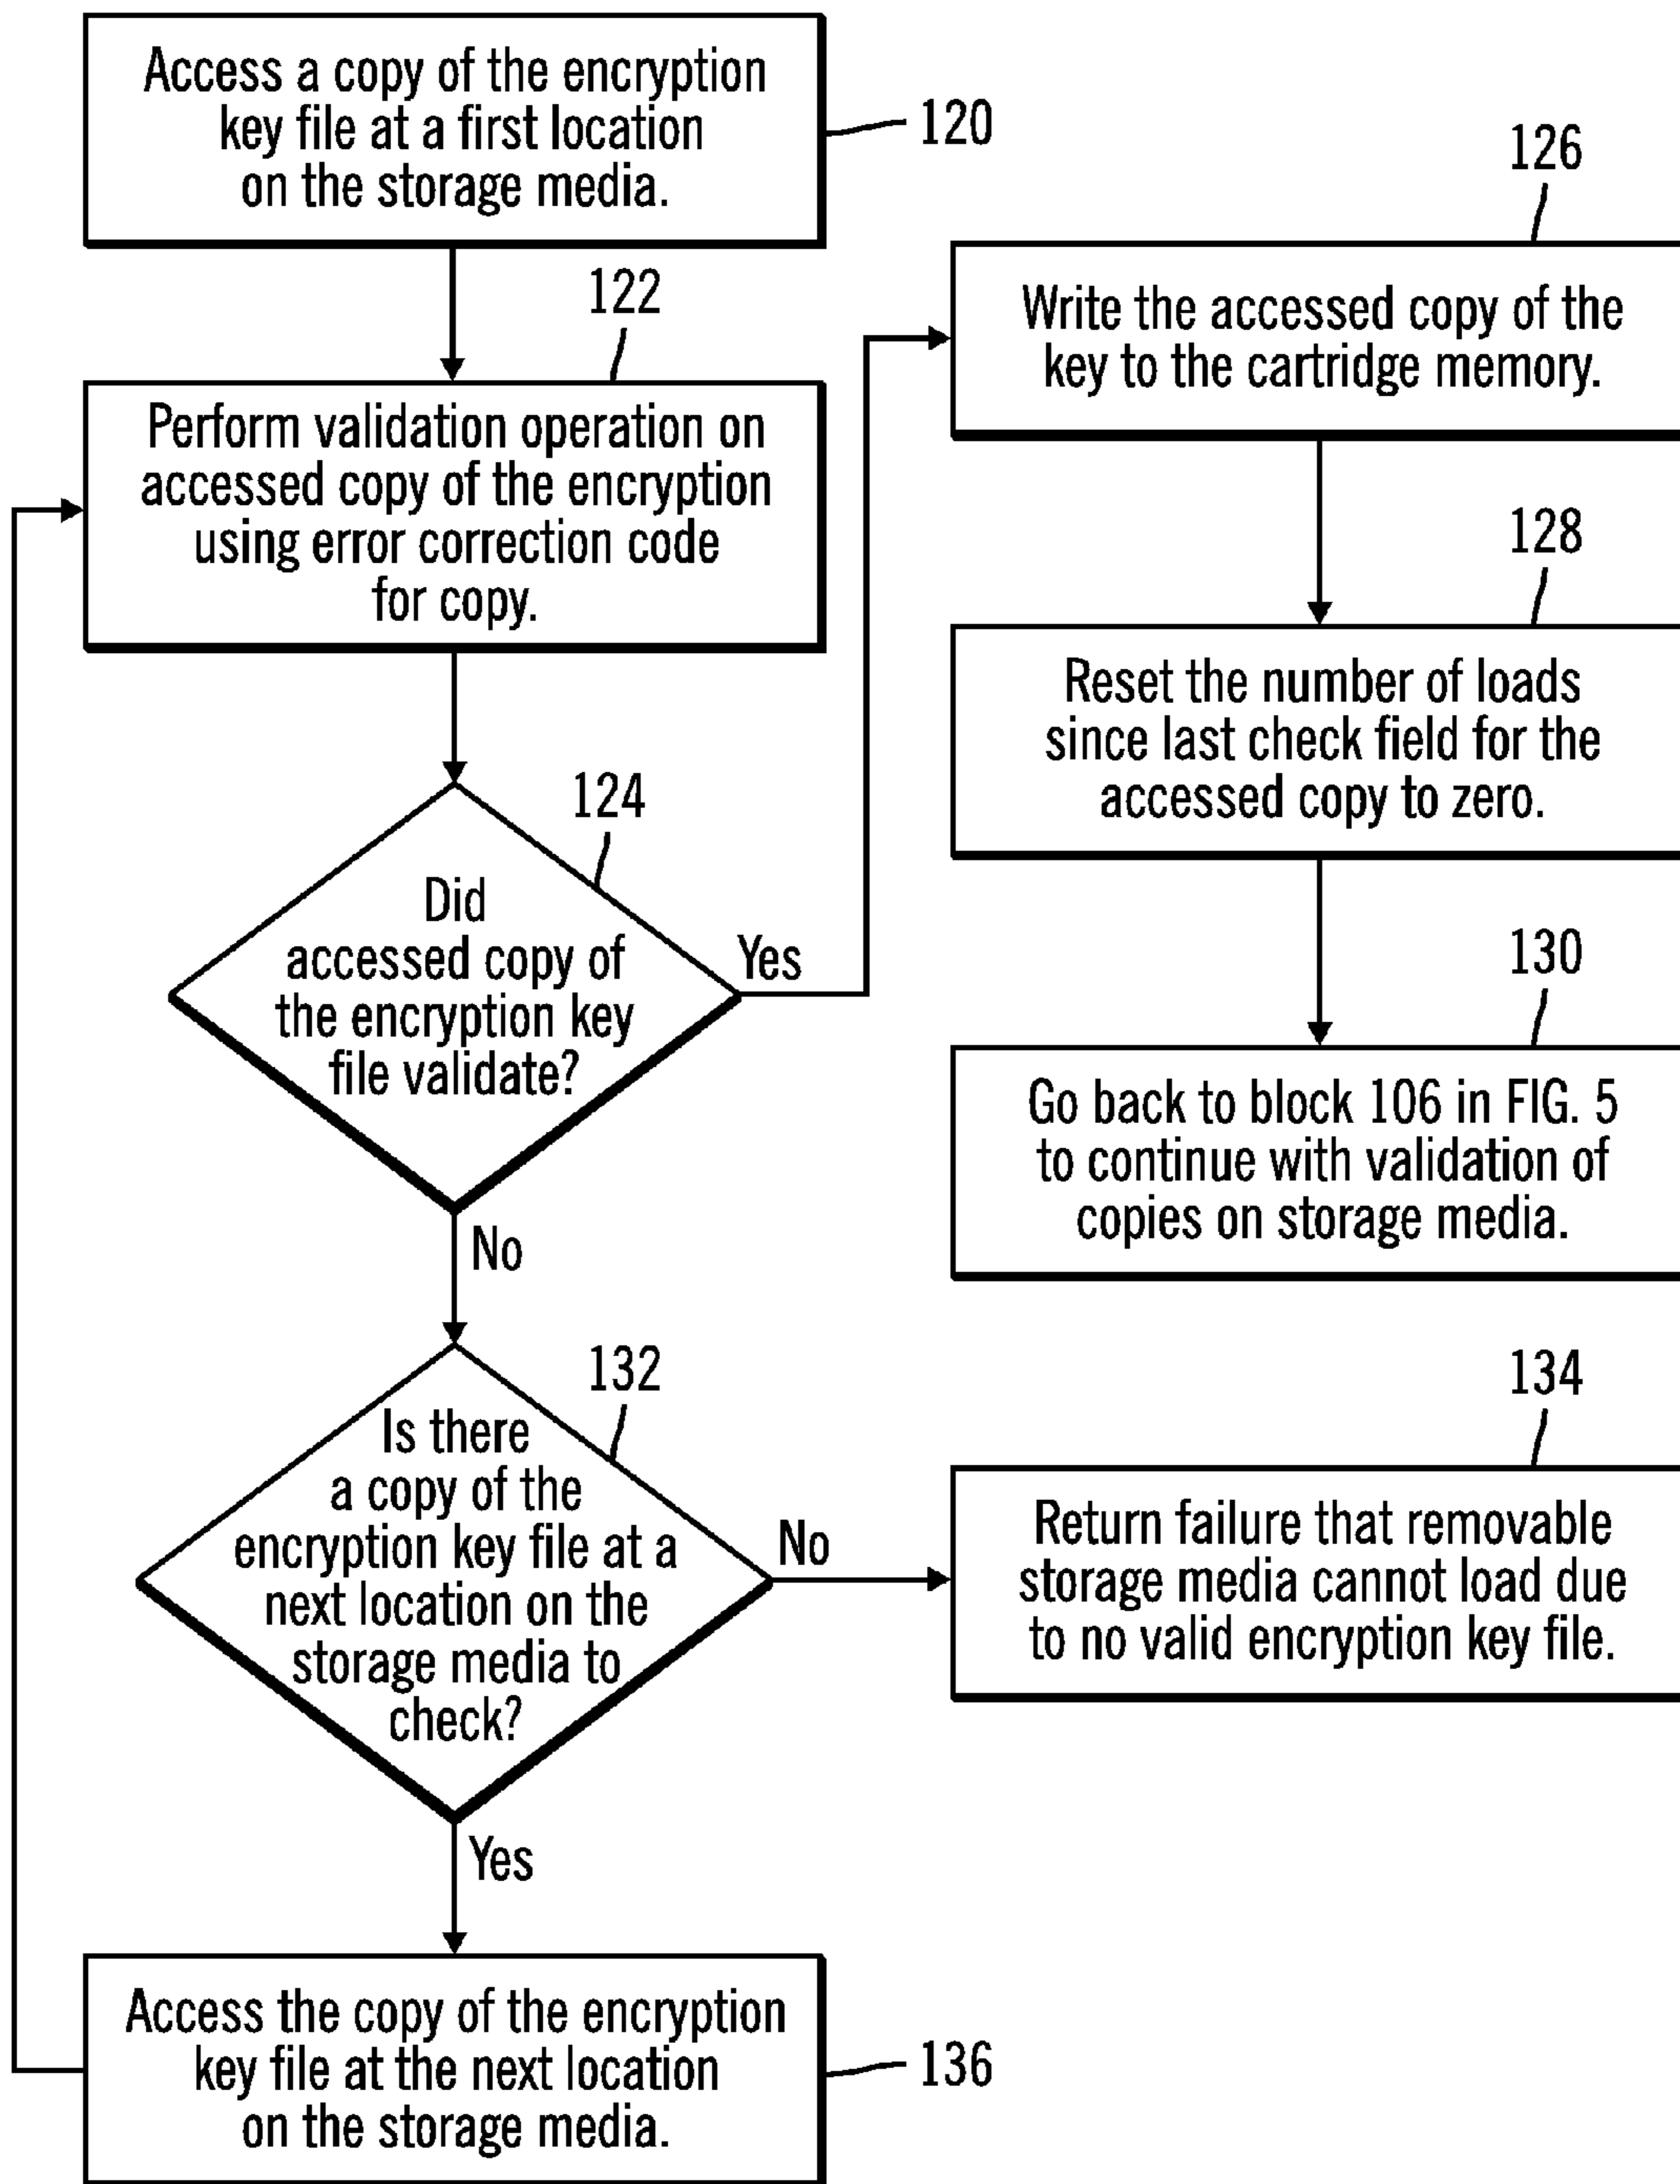 Access a copy of the encryption
key file at a first location
on the storage media.
120
122
Perform validation operation on
accessed copy of the encryption
using error correction code
for copy.
124
Did
accessed copy of
the encryption key
file validate?
Yes
No
126
Write the accessed copy of the
key to the cartridge memory.
128
Reset the number of loads
since last check field for the
accessed copy to zero.
130
Go back to block 106 in FIG. 5
to continue with validation of
copies on storage media.
132
Is there
a copy of the
encryption key file at a
next location on the
storage media to
check?
No
Yes
134
Return failure that removable
storage media cannot load due
to no valid encryption key file.
Access the copy of the encryption
key file at the next location
on the storage media.
136